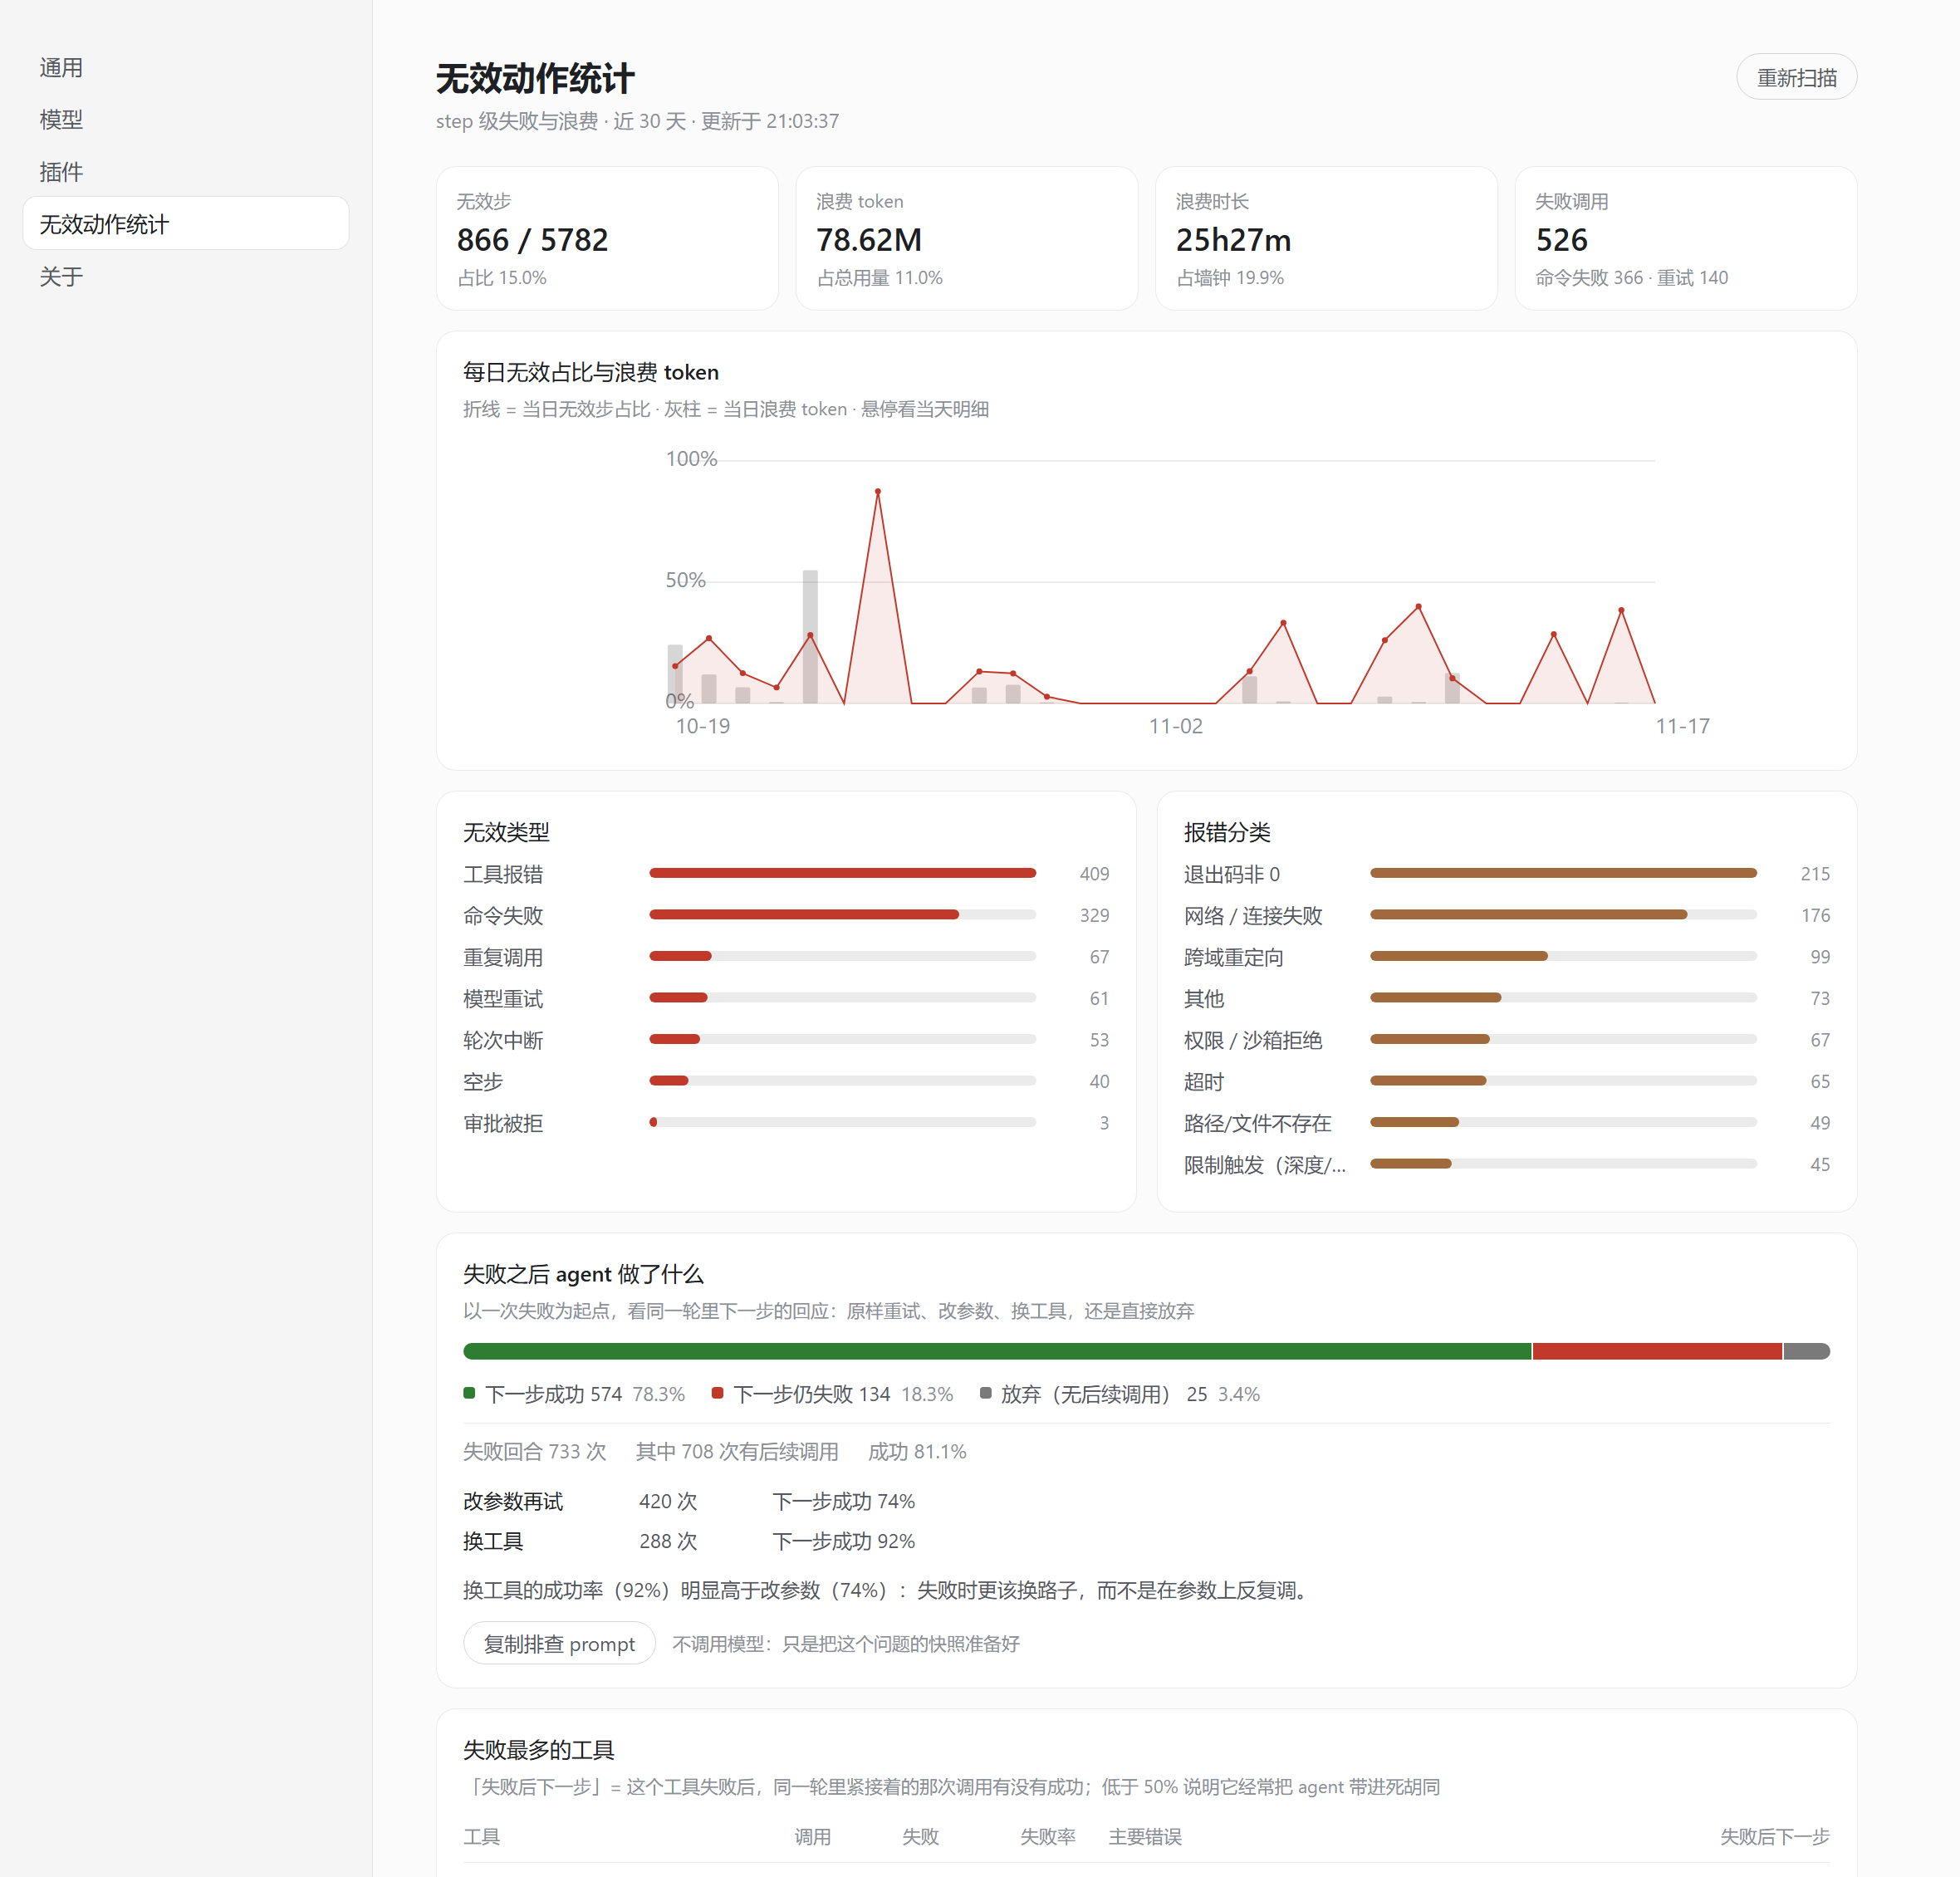 通用
模型
插件
无效动作统计
关于
无效动作统计
重新扫描
step 级失败与浪费 · 近 30 天 · 更新于 21:03:37
无效步
866 / 5782
占比 15.0%
浪费 token
78.62M
占总用量 11.0%
浪费时长
25h27m
占墙钟 19.9%
失败调用
526
命令失败 366 · 重试 140
每日无效占比与浪费 token
折线 = 当日无效步占比 · 灰柱 = 当日浪费 token · 悬停看当天明细
100%
50%
0%
10-19 11-02 11-17
无效类型
工具报错 409
命令失败 329
重复调用 67
模型重试 61
轮次中断 53
空步 40
审批被拒 3
报错分类
退出码非 0 215
网络 / 连接失败 176
跨域重定向 99
其他 73
权限 / 沙箱拒绝 67
超时 65
路径/文件不存在 49
限制触发（深度/... 45
失败之后 agent 做了什么
以一次失败为起点，看同一轮里下一步的回应：原样重试、改参数、换工具，还是直接放弃
下一步成功 574 78.3% 下一步仍失败 134 18.3% 放弃（无后续调用） 25 3.4%
失败回合 733 次 其中 708 次有后续调用 成功 81.1%
改参数再试 420 次 下一步成功 74%
换工具 288 次 下一步成功 92%
换工具的成功率（92%）明显高于改参数（74%）：失败时更该换路子，而不是在参数上反复调。
复制排查 prompt 不调用模型：只是把这个问题的快照准备好
失败最多的工具
「失败后下一步」= 这个工具失败后，同一轮里紧接着的那次调用有没有成功；低于 50% 说明它经常把 agent 带进死胡同
工具 调用 失败 失败率 主要错误 失败后下一步